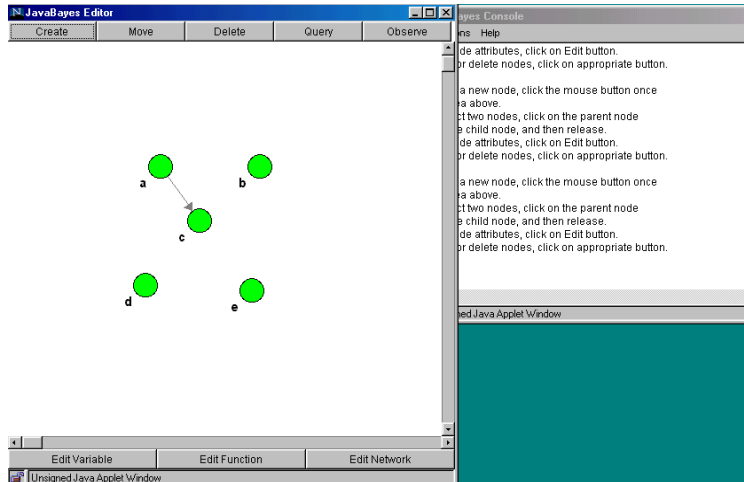 JavaBayes Editor
Create Move Delete Query Observe
a
b
c
d
e
Edit Variable Edit Function Edit Network
Unsigned Java Applet Window
ayes Console
ns Help
de attributes, click on Edit button.
or delete nodes, click on appropriate button.
a new node, click the mouse button once
ea above.
ct two nodes, click on the parent node
e child node, and then release.
de attributes, click on Edit button.
or delete nodes, click on appropriate button.
a new node, click the mouse button once
ea above.
ct two nodes, click on the parent node
e child node, and then release.
de attributes, click on Edit button.
or delete nodes, click on appropriate button.
ned Java Applet Window